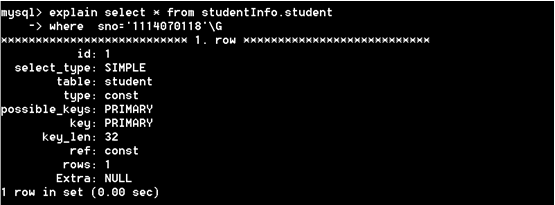 mysql> explain select * from studentInfo.student
    -> where  sno='1114070118'\G
*************************** 1. row ***************************
           id: 1
  select_type: SIMPLE
        table: student
         type: const
possible_keys: PRIMARY
          key: PRIMARY
      key_len: 32
          ref: const
         rows: 1
        Extra: NULL
1 row in set (0.00 sec)